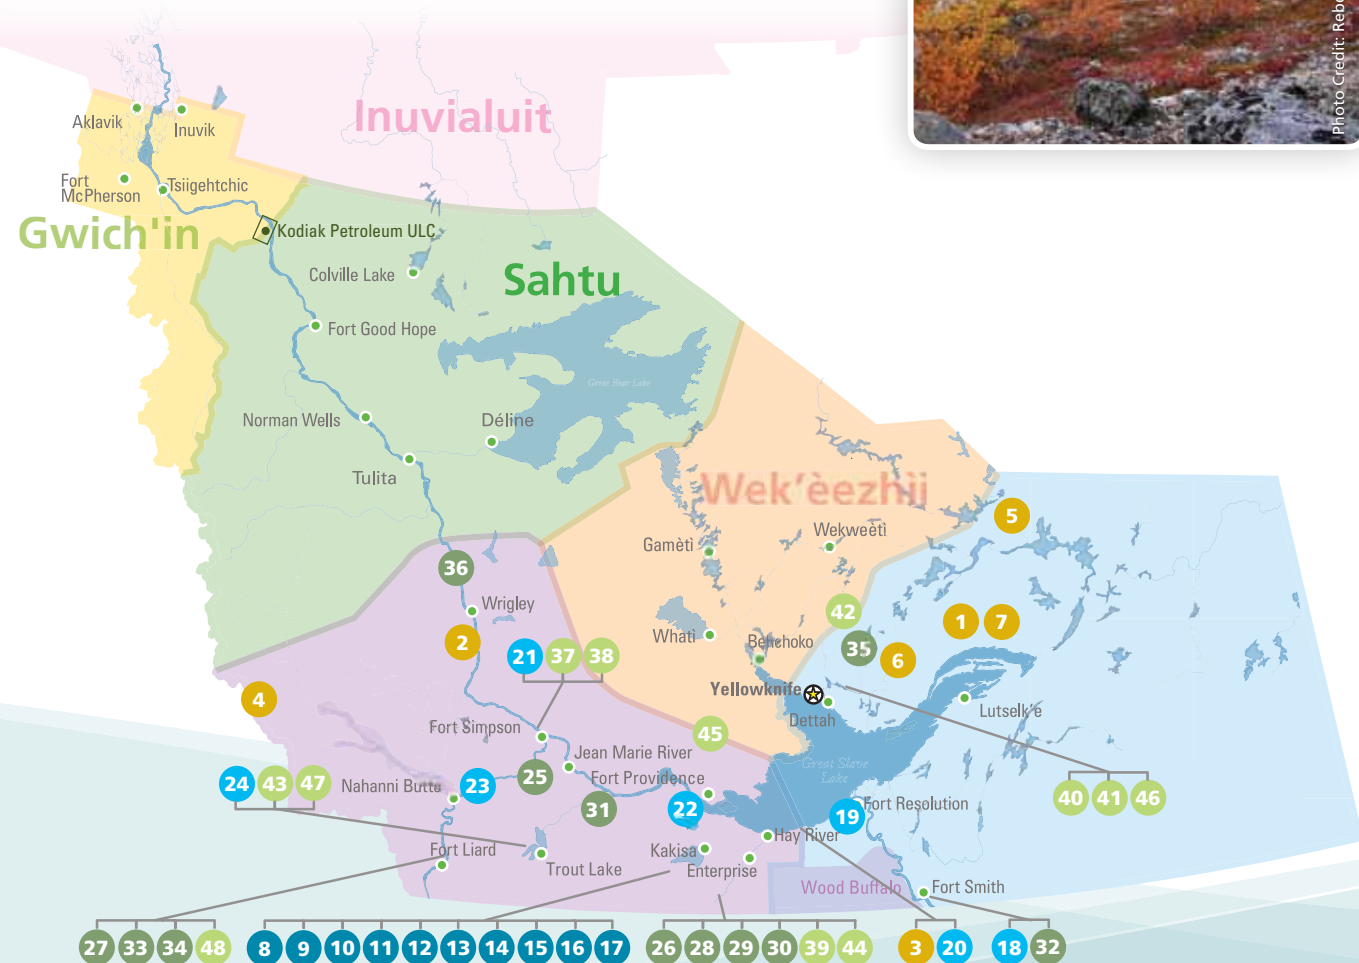 Photo Credit: Rebe
Inuvialuit
Aklavik
Inuvik
Fort
McPherson
Tsiigehtchic
Gwich'in
Kodiak Petroleum ULC
Colville Lake
Sahtu
Fort Good Hope
Great Bear Lake
Norman Wells
Déline
Tulita
Wek'èezhìi
5
Wekweètì
Gamètì
36
Wrigley
42
1
7
Whatì
Behchoko
2
21
37
38
35
6
4
Yellowknife
Dettah
Lutselk'e
Fort Simpson
45
Jean Marie River
Great Slave
Lake
24
43
47
Nahanni Butte
23
25
Fort Providence
40
41
46
31
22
19
Fort Resolution
Hay River
Fort Liard
Kakisa
Trout Lake
Enterprise
Wood Buffalo
Fort Smith
27
33
34
48
8
9
10
11
12
13
14
15
16
17
26
28
29
30
39
44
3
20
18
32